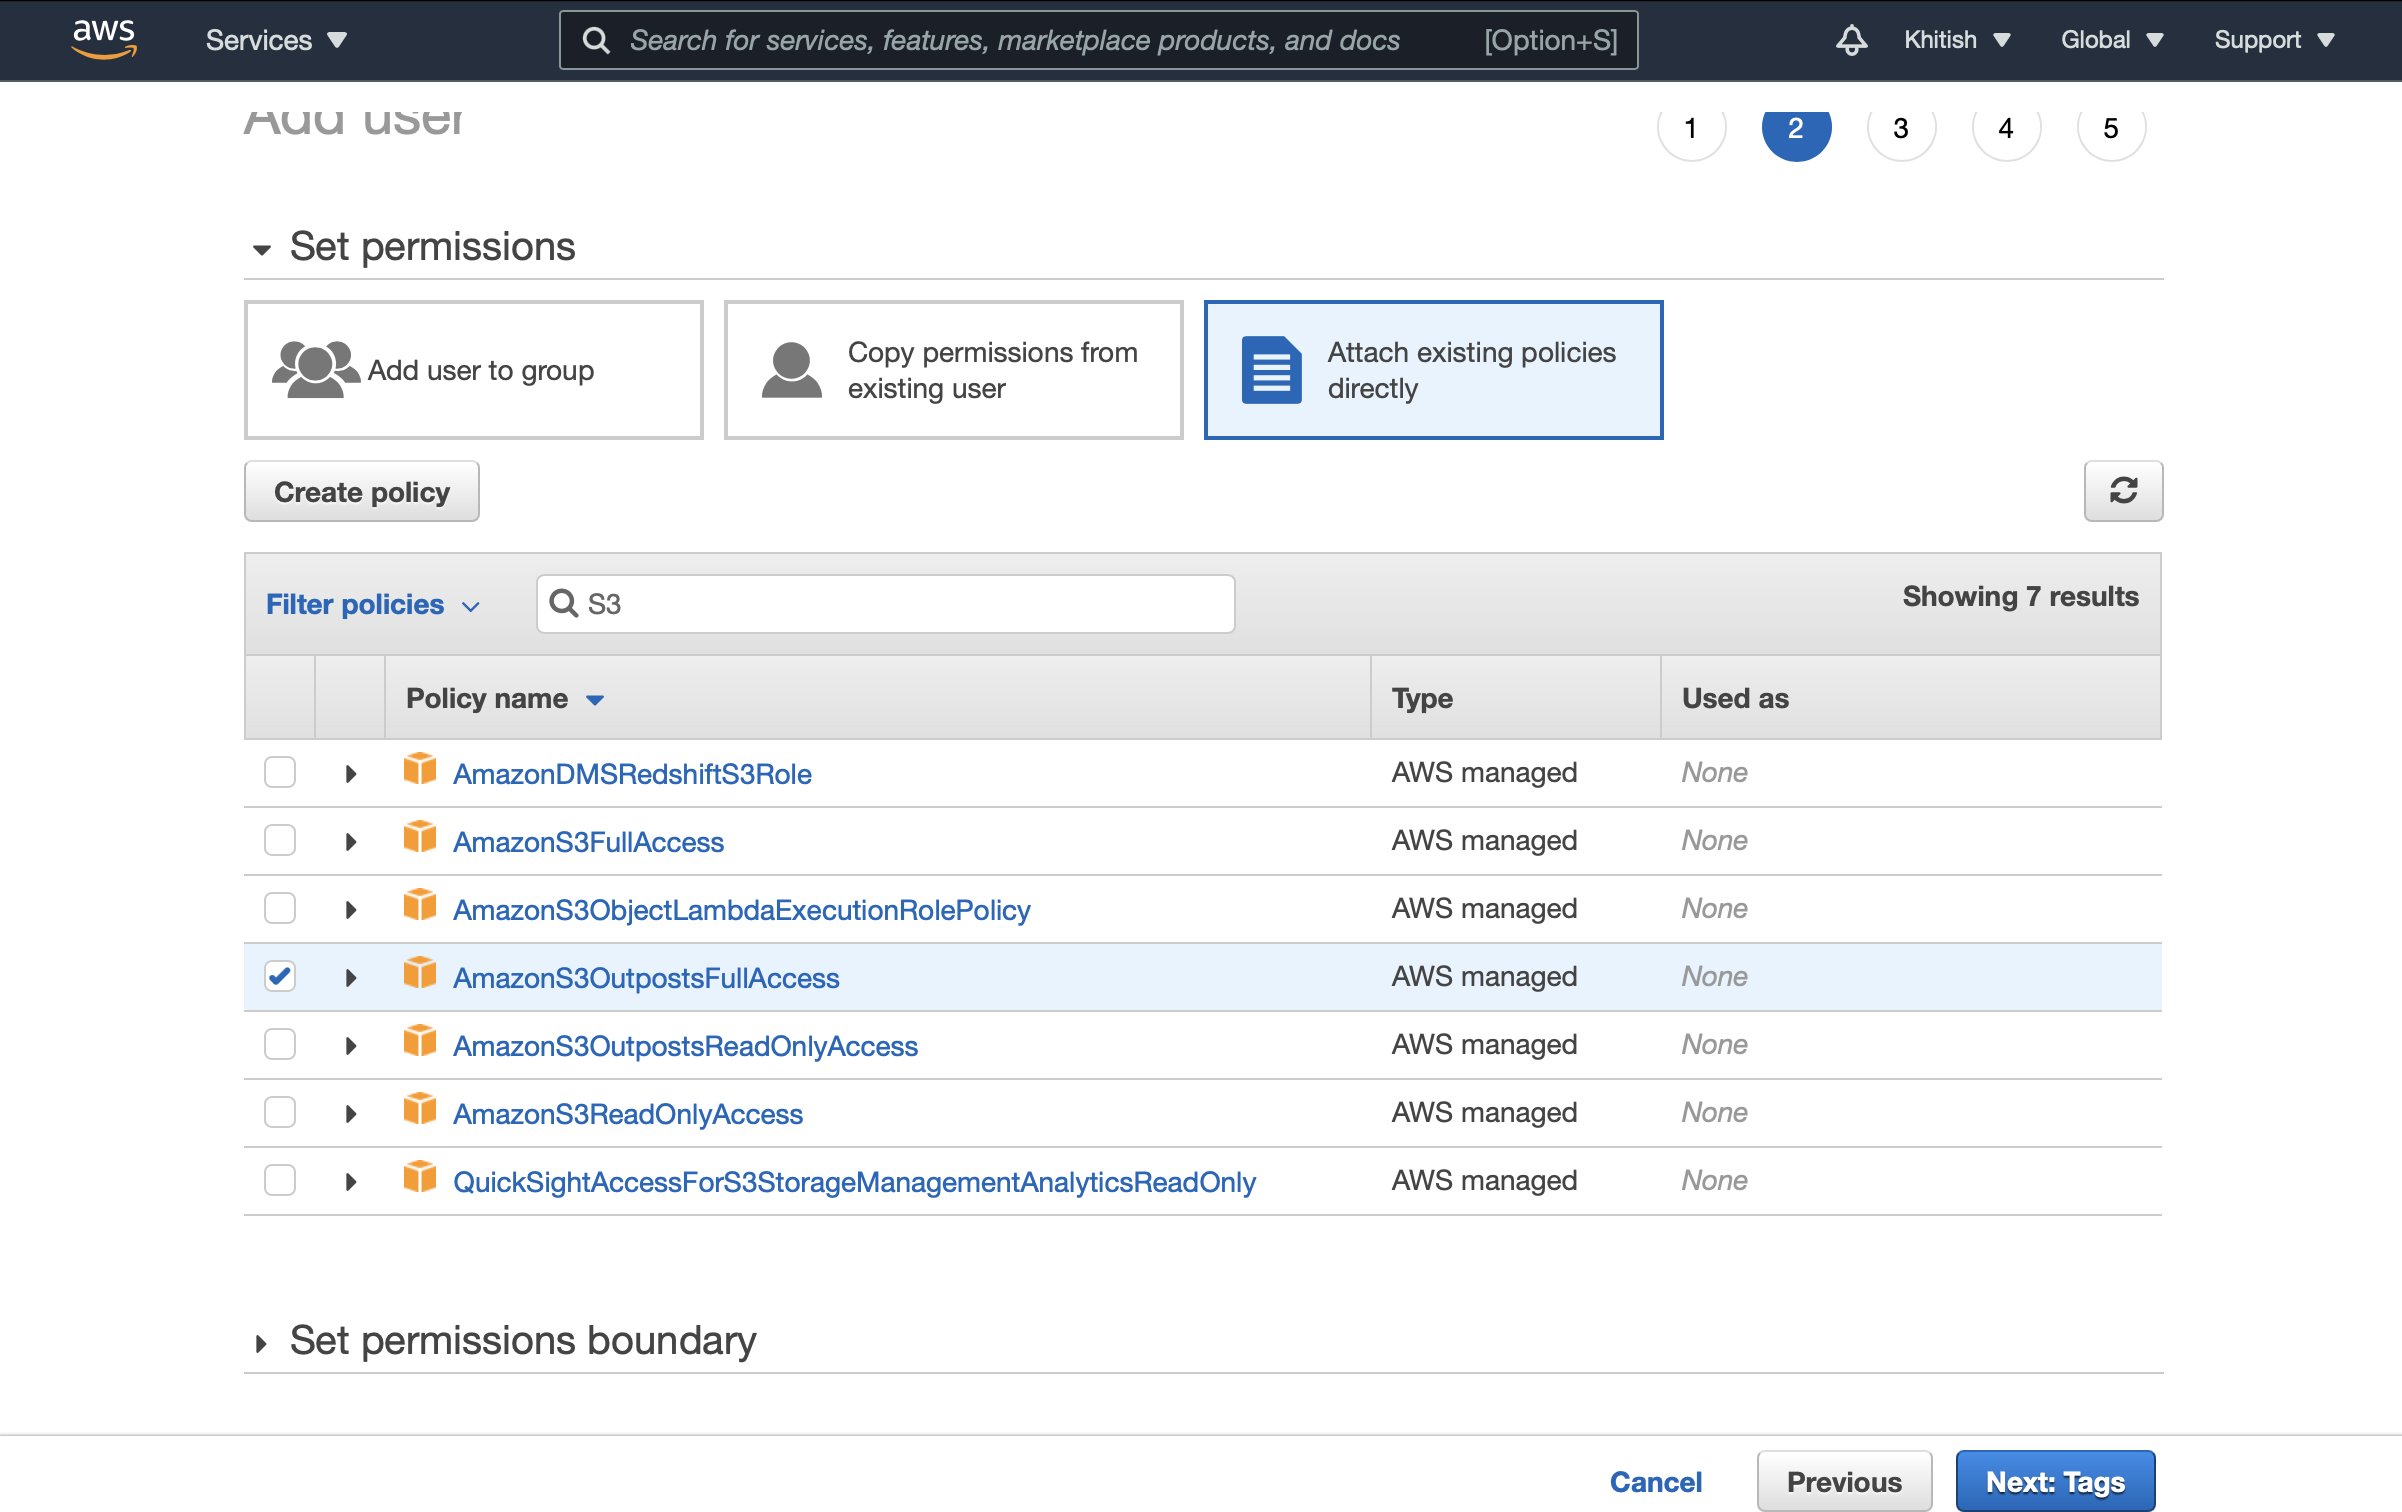 aws Services Search for services, features, marketplace products, and docs [Option+S] Khitish Global Support
Add user 1 2 3 4 5
Set permissions
Add user to group
Copy permissions from
existing user
Attach existing policies
directly
Create policy
Filter policies S3 Showing 7 results
Policy name Type Used as
AmazonDMSRedshiftS3Role AWS managed None
AmazonS3FullAccess AWS managed None
AmazonS3ObjectLambdaExecutionRolePolicy AWS managed None
AmazonS3OutpostsFullAccess AWS managed None
AmazonS3OutpostsReadOnlyAccess AWS managed None
AmazonS3ReadOnlyAccess AWS managed None
QuickSightAccessForS3StorageManagementAnalyticsReadOnly AWS managed None
Set permissions boundary
Cancel Previous Next: Tags